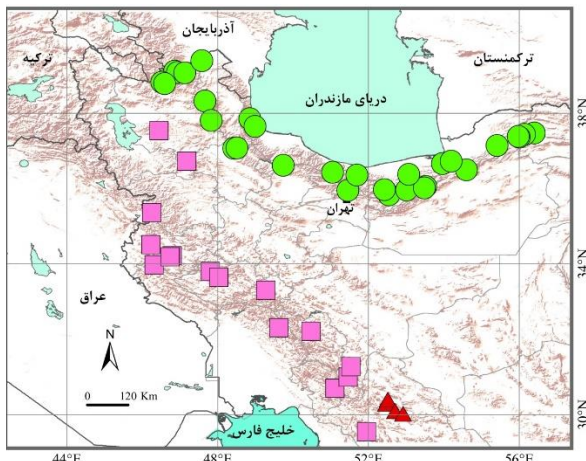 آذربایجان
ترکیه
ترکمنستان
دریای مازندران
38°N
تهران
34°N
عراق
N
0 120 Km
30°N
خلیج فارس
44°E 48°E 52°E 56°E